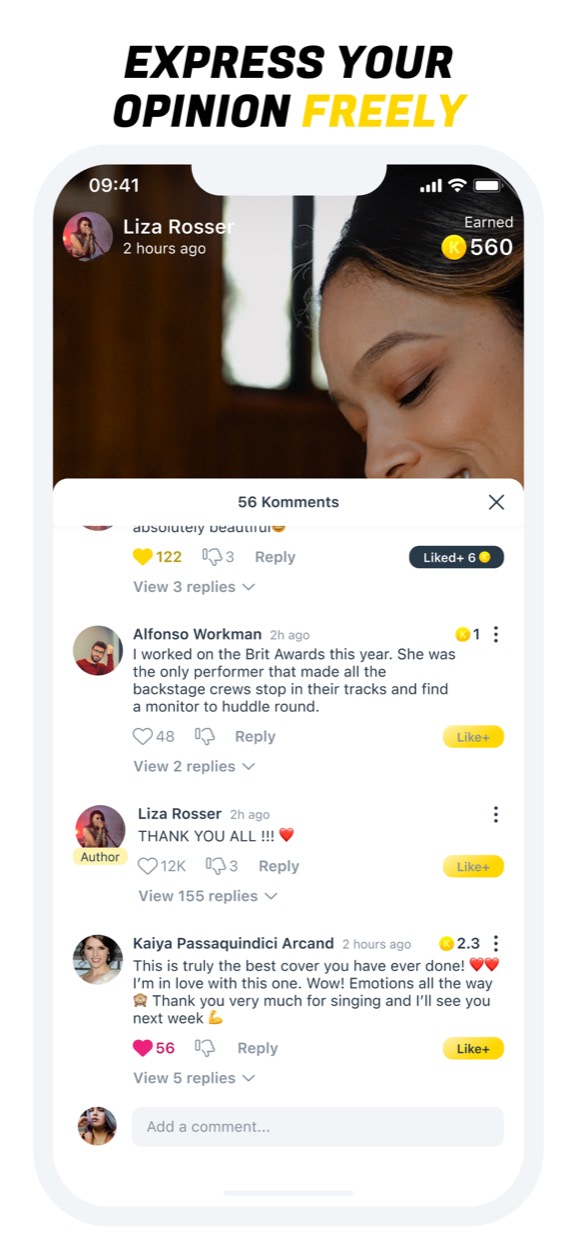 EXPRESS YOUR
OPINION FREELY
09:41
Liza Rosser
2 hours ago
Earned
K 560
56 Komments
absolutely beautiful
122 3 Reply Liked+ 6
View 3 replies
Alfonso Workman 2h ago K 1
I worked on the Brit Awards this year. She was
the only performer that made all the
backstage crews stop in their tracks and find
a monitor to huddle round.
48 Reply Like+
View 2 replies
Liza Rosser 2h ago
THANK YOU ALL !!! ❤️
Author
12K 3 Reply Like+
View 155 replies
Kaiya Passaquindici Arcand 2 hours ago K 2.3
This is truly the best cover you have ever done! ❤️❤️
I'm in love with this one. Wow! Emotions all the way
🙈 Thank you very much for singing and I'll see you
next week 💪
56 Reply Like+
View 5 replies
Add a comment...